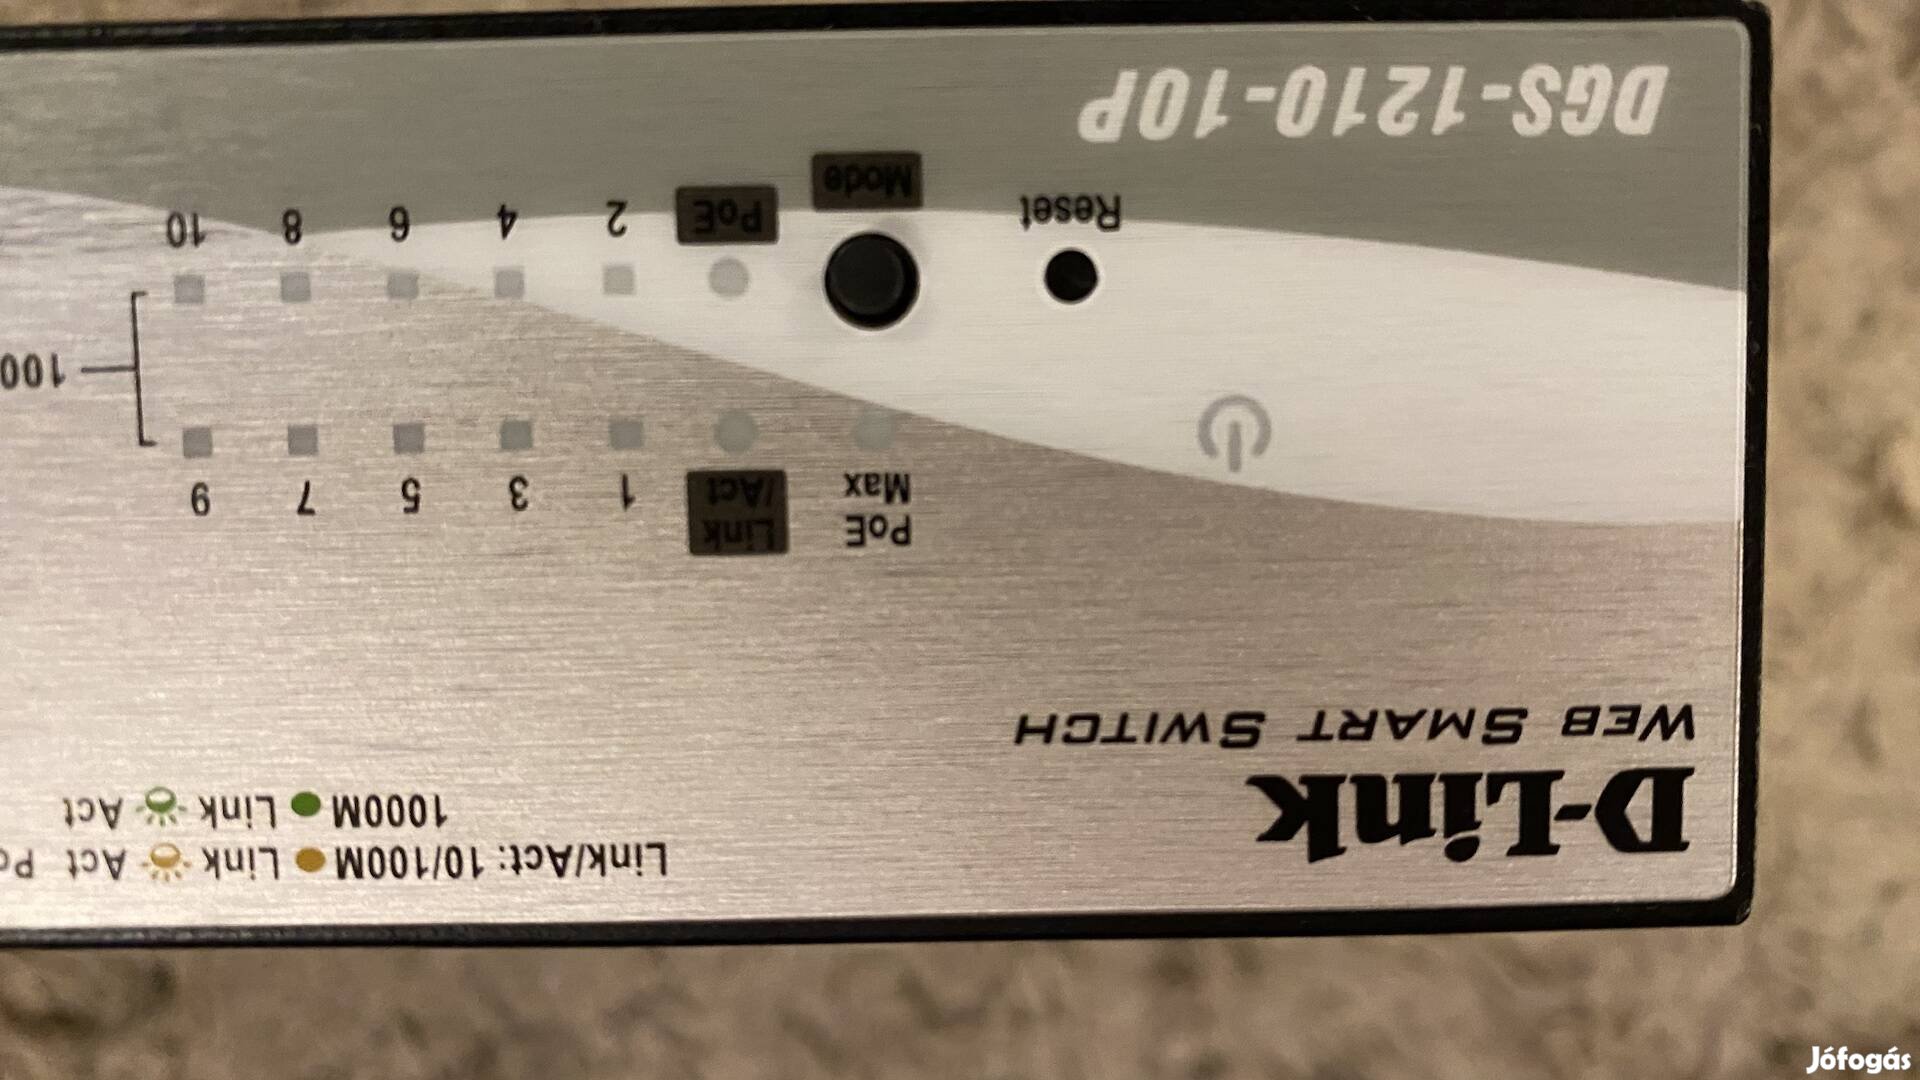 D-Link
WEB SMART SWITCH
Link/Act: 10/100M Link Act
1000M Link Act
PoE
Max
Link
/Act
1 3 5 7 9
100
Reset
Mode
PoE
2 4 6 8 10
DGS-1210-10P
Jófogás